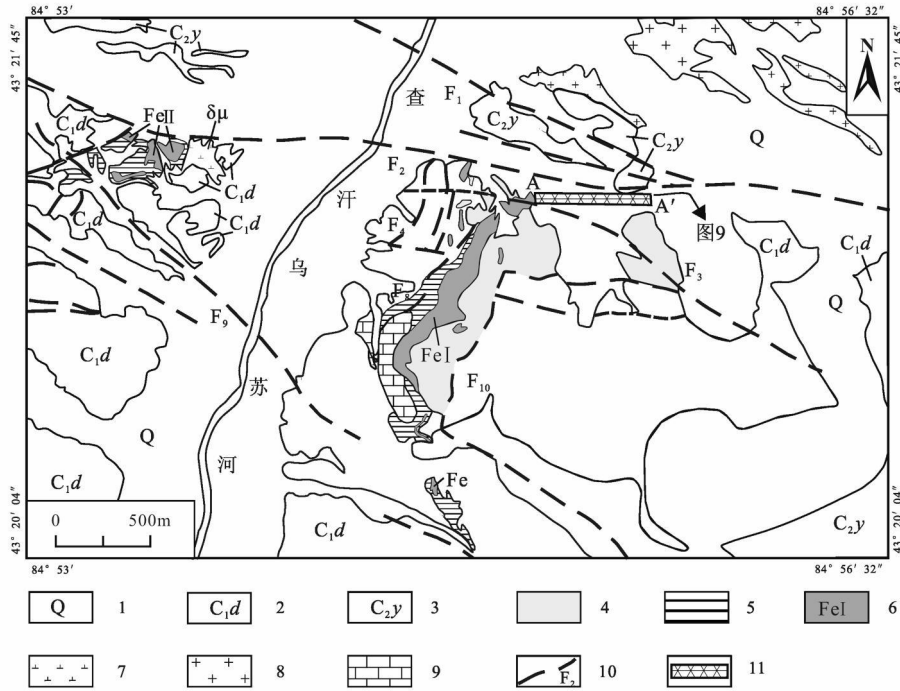 84° 53′
84° 56′ 32″
43° 21′ 45″
43° 21′ 45″
C₂y
N
查
F₁
C₂y
C₁d
FeⅡ
δμ
Q
C₂y
F₂
A
C₁d
汗
A′
C₁d
F₄
图9
C₁d
C₁d
C₁d
乌
F₃
F₈
Q
F₉
FeⅠ
C₁d
苏
F₁₀
Q
河
Fe
C₁d
0 500m
C₁d
C₂y
43° 20′ 04″
43° 20′ 04″
84° 53′
84° 56′ 32″
Q 1
C₁d 2
C₂y 3
4
5
FeⅠ 6
7
8
9
F₂ 10
11